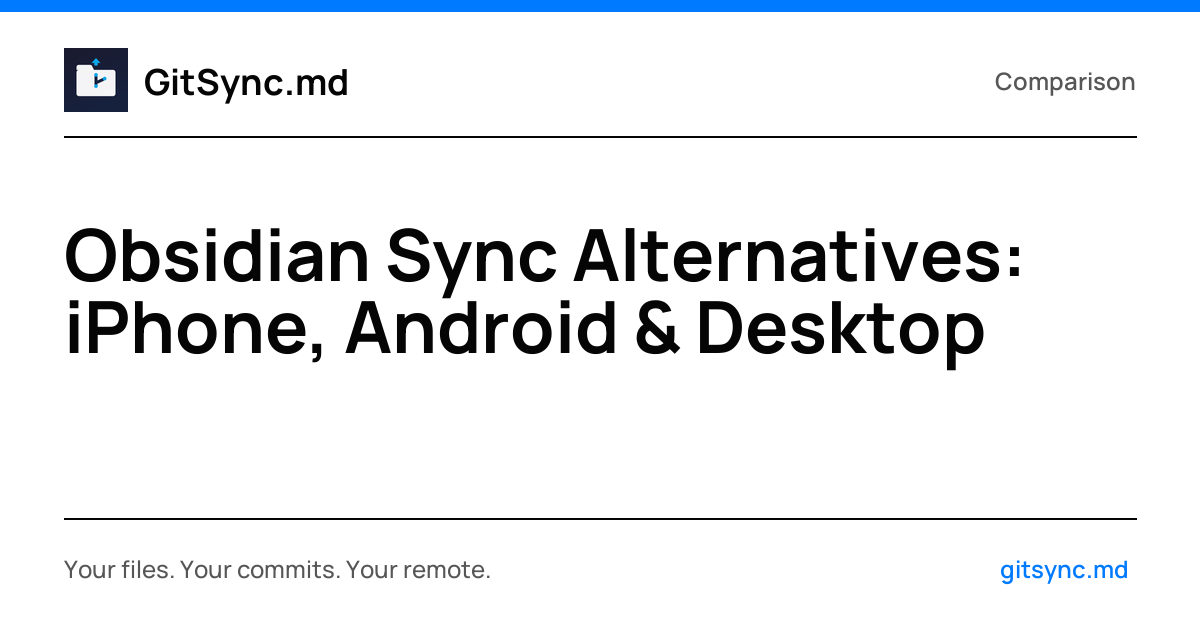 GitSync.md
Comparison
Obsidian Sync Alternatives:
iPhone, Android & Desktop
Your files. Your commits. Your remote.
gitsync.md